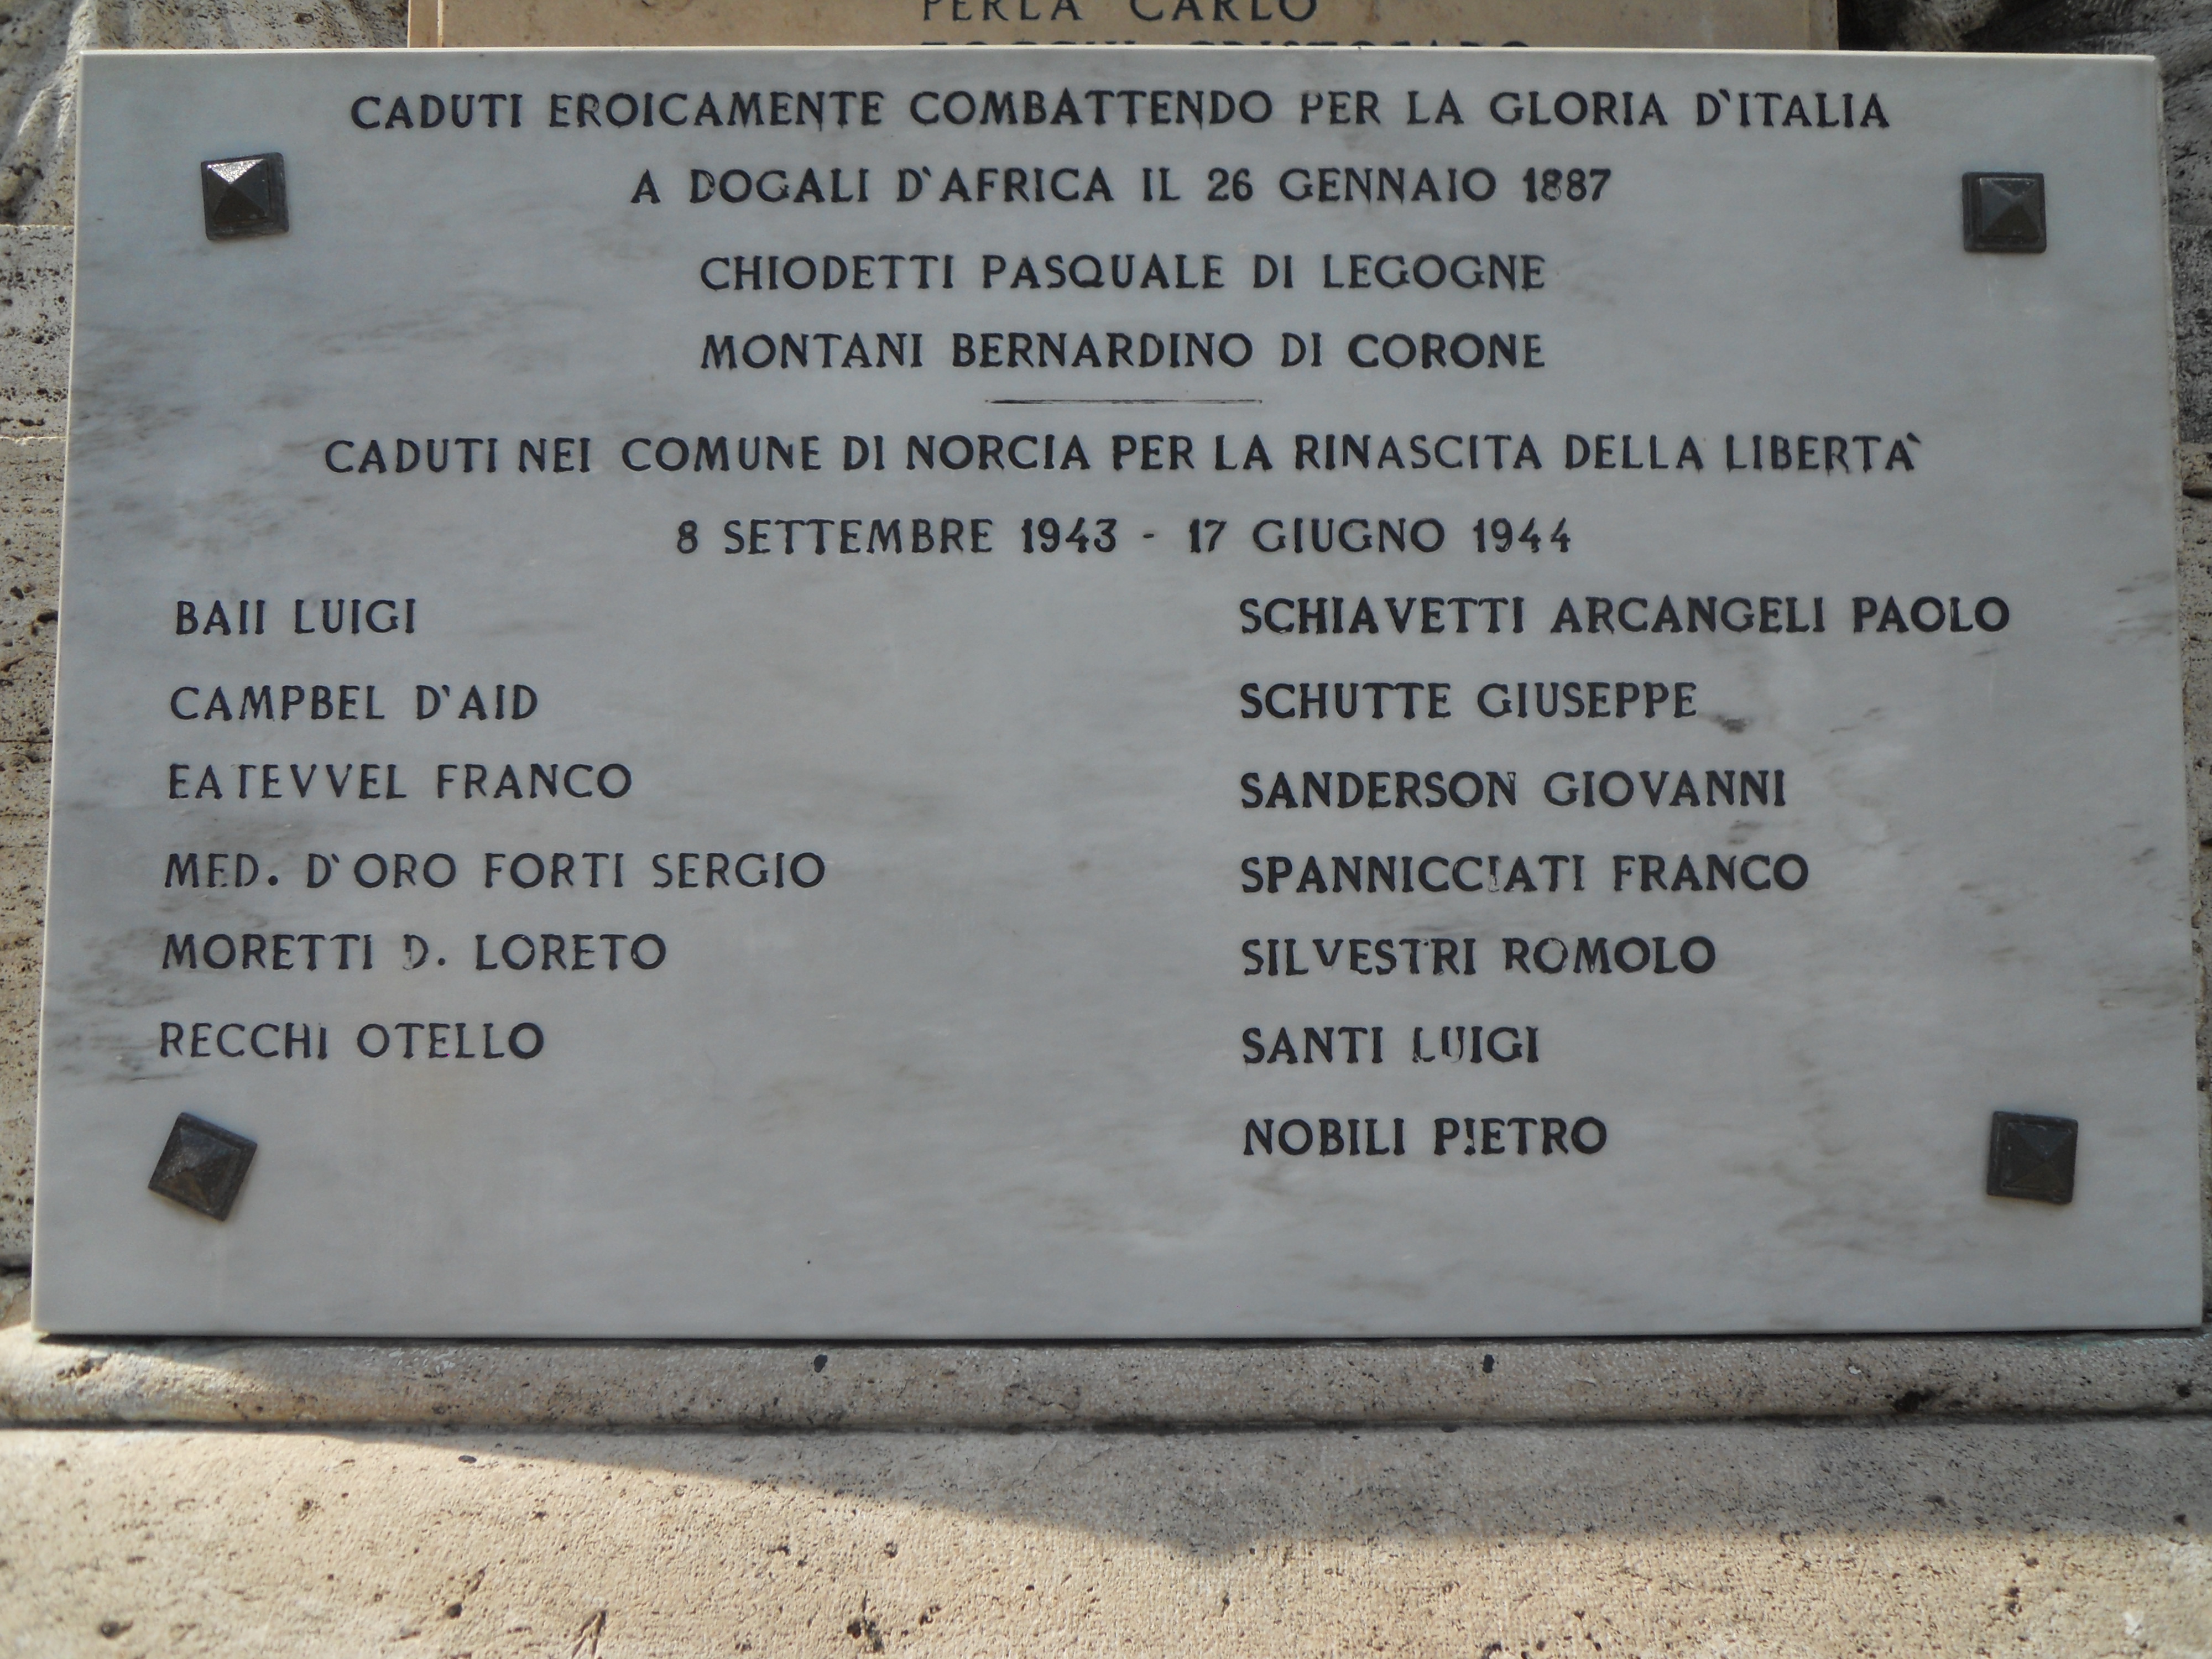 PERLA CARLO
CADUTI EROICAMENTE COMBATTENDO PER LA GLORIA D'ITALIA
A DOGALI D'AFRICA IL 26 GENNAIO 1887
CHIODETTI PASQUALE DI LEGOGNE
MONTANI BERNARDINO DI CORONE
CADUTI NEI COMUNE DI NORCIA PER LA RINASCITA DELLA LIBERTA'
8 SETTEMBRE 1943 - 17 GIUGNO 1944
BAII LUIGI
CAMPBEL D'AID
EATEVVEL FRANCO
MED. D'ORO FORTI SERGIO
MORETTI D. LORETO
RECCHI OTELLO
SCHIAVETTI ARCANGELI PAOLO
SCHUTTE GIUSEPPE
SANDERSON GIOVANNI
SPANNICCIATI FRANCO
SILVESTRI ROMOLO
SANTI LUIGI
NOBILI PIETRO